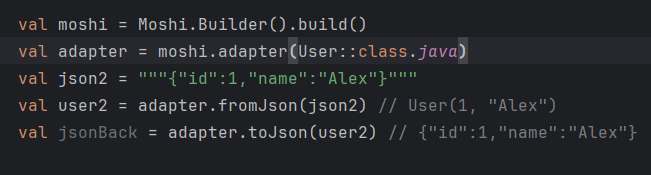 val moshi = Moshi.Builder().build()
val adapter = moshi.adapter(User::class.java)
val json2 = """{"id":1,"name":"Alex"}"""
val user2 = adapter.fromJson(json2) // User(1, "Alex")
val jsonBack = adapter.toJson(user2) // {"id":1,"name":"Alex"}